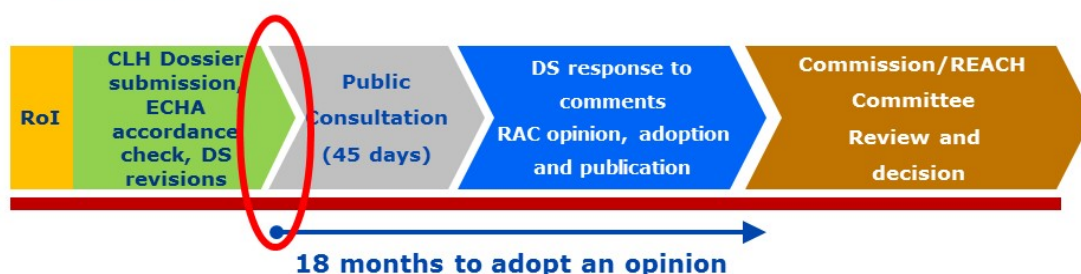 RoI
CLH Dossier
submission,
ECHA
accordance
check, DS
revisions
Public
Consultation
(45 days)
DS response to
comments
RAC opinion, adoption
and publication
Commission/REACH
Committee
Review and
decision
18 months to adopt an opinion